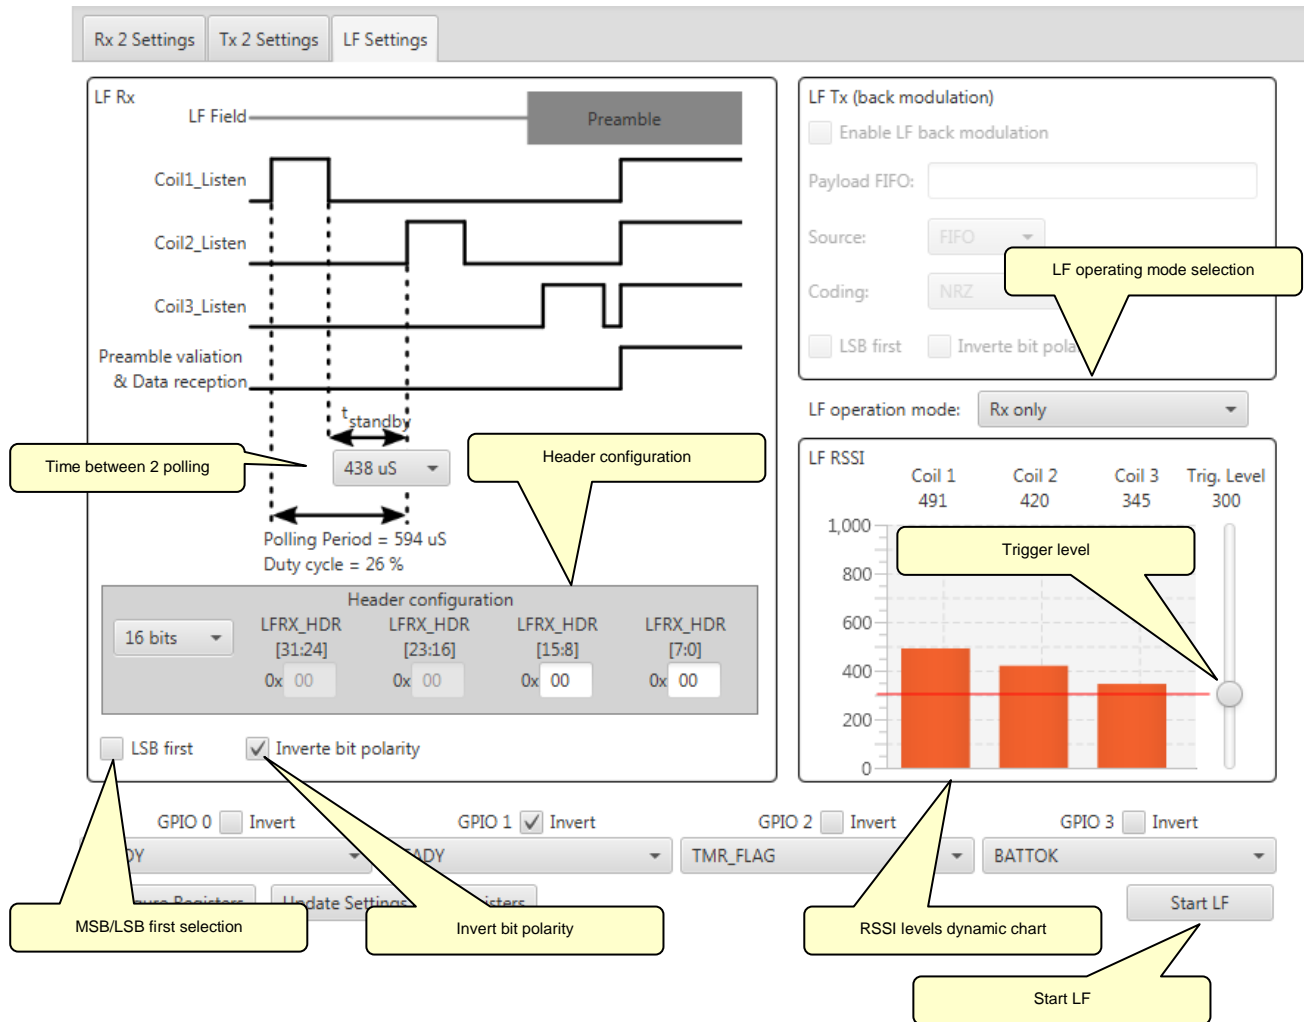 Rx 2 Settings Tx 2 Settings LF Settings
LF Rx
LF Field
Preamble
Coil1_Listen
Coil2_Listen
Coil3_Listen
Preamble valiation
& Data reception
tstandby
Time between 2 polling
438 uS
Header configuration
Polling Period = 594 uS
Duty cycle = 26 %
Header configuration
16 bits
LFRX_HDR LFRX_HDR LFRX_HDR LFRX_HDR
[31:24] [23:16] [15:8] [7:0]
0x 00 0x 00 0x 00 0x 00
LSB first Inverte bit polarity
LF Tx (back modulation)
Enable LF back modulation
Payload FIFO:
Source: FIFO
LF operating mode selection
Coding: NRZ
LSB first Inverte bit
LF operation mode: Rx only
LF RSSI
Coil 1 Coil 2 Coil 3 Trig. Level
491 420 345 300
1,000
Trigger level
800
600
400
200
0
GPIO 0 Invert GPIO 1 Invert GPIO 2 Invert GPIO 3 Invert
TMR_FLAG BATTOK
Registers Update Settings Start LF
MSB/LSB first selection
Invert bit polarity
RSSI levels dynamic chart
Start LF